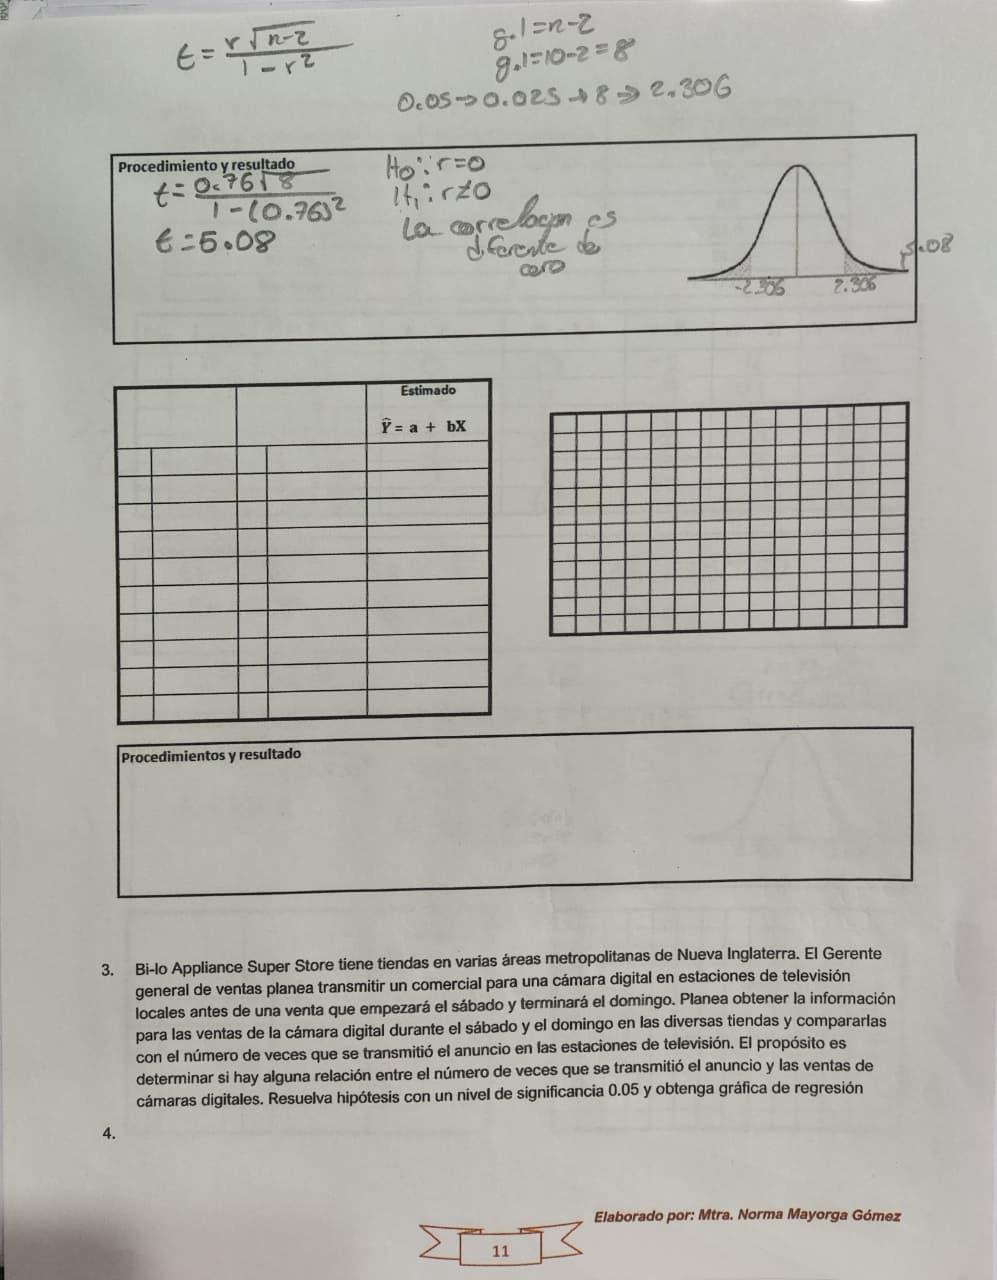 t = r√n-2
1 - r²
g.l=n-2
g.l=10-2=8
0.05→0.025→8→2.306
Procedimiento y resultado
t= 0.76√8
1-(0.76)²
t=5.08
Ho: r=0
H₁: r≠0
La correlacion es
diferente de
cero
5.08
-2.306 2.306
Estimado
Ŷ = a + bX
Procedimientos y resultado
3. Bi-lo Appliance Super Store tiene tiendas en varias áreas metropolitanas de Nueva Inglaterra. El Gerente
general de ventas planea transmitir un comercial para una cámara digital en estaciones de televisión
locales antes de una venta que empezará el sábado y terminará el domingo. Planea obtener la información
para las ventas de la cámara digital durante el sábado y el domingo en las diversas tiendas y compararlas
con el número de veces que se transmitió el anuncio en las estaciones de televisión. El propósito es
determinar si hay alguna relación entre el número de veces que se transmitió el anuncio y las ventas de
cámaras digitales. Resuelva hipótesis con un nivel de significancia 0.05 y obtenga gráfica de regresión
4.
Elaborado por: Mtra. Norma Mayorga Gómez
11